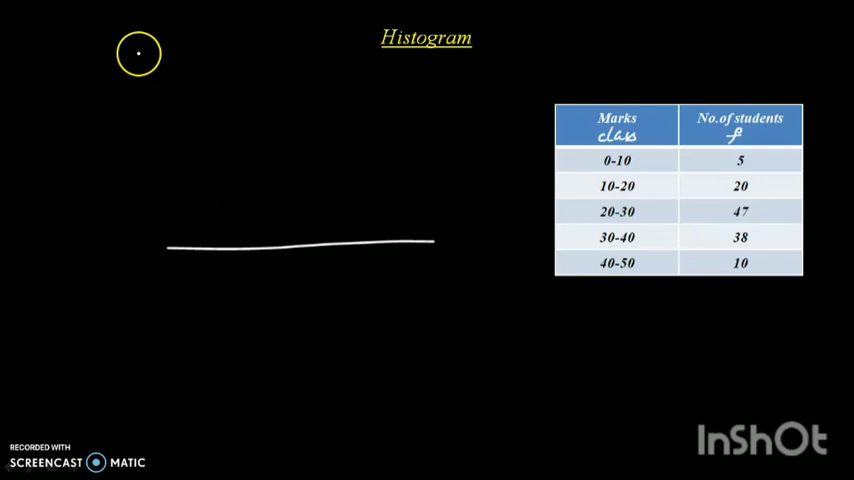 Histogram
Marks No.of students
class f
0-10 5
10-20 20
20-30 47
30-40 38
40-50 10
RECORDED WITH
SCREENCAST MATIC
InShOt